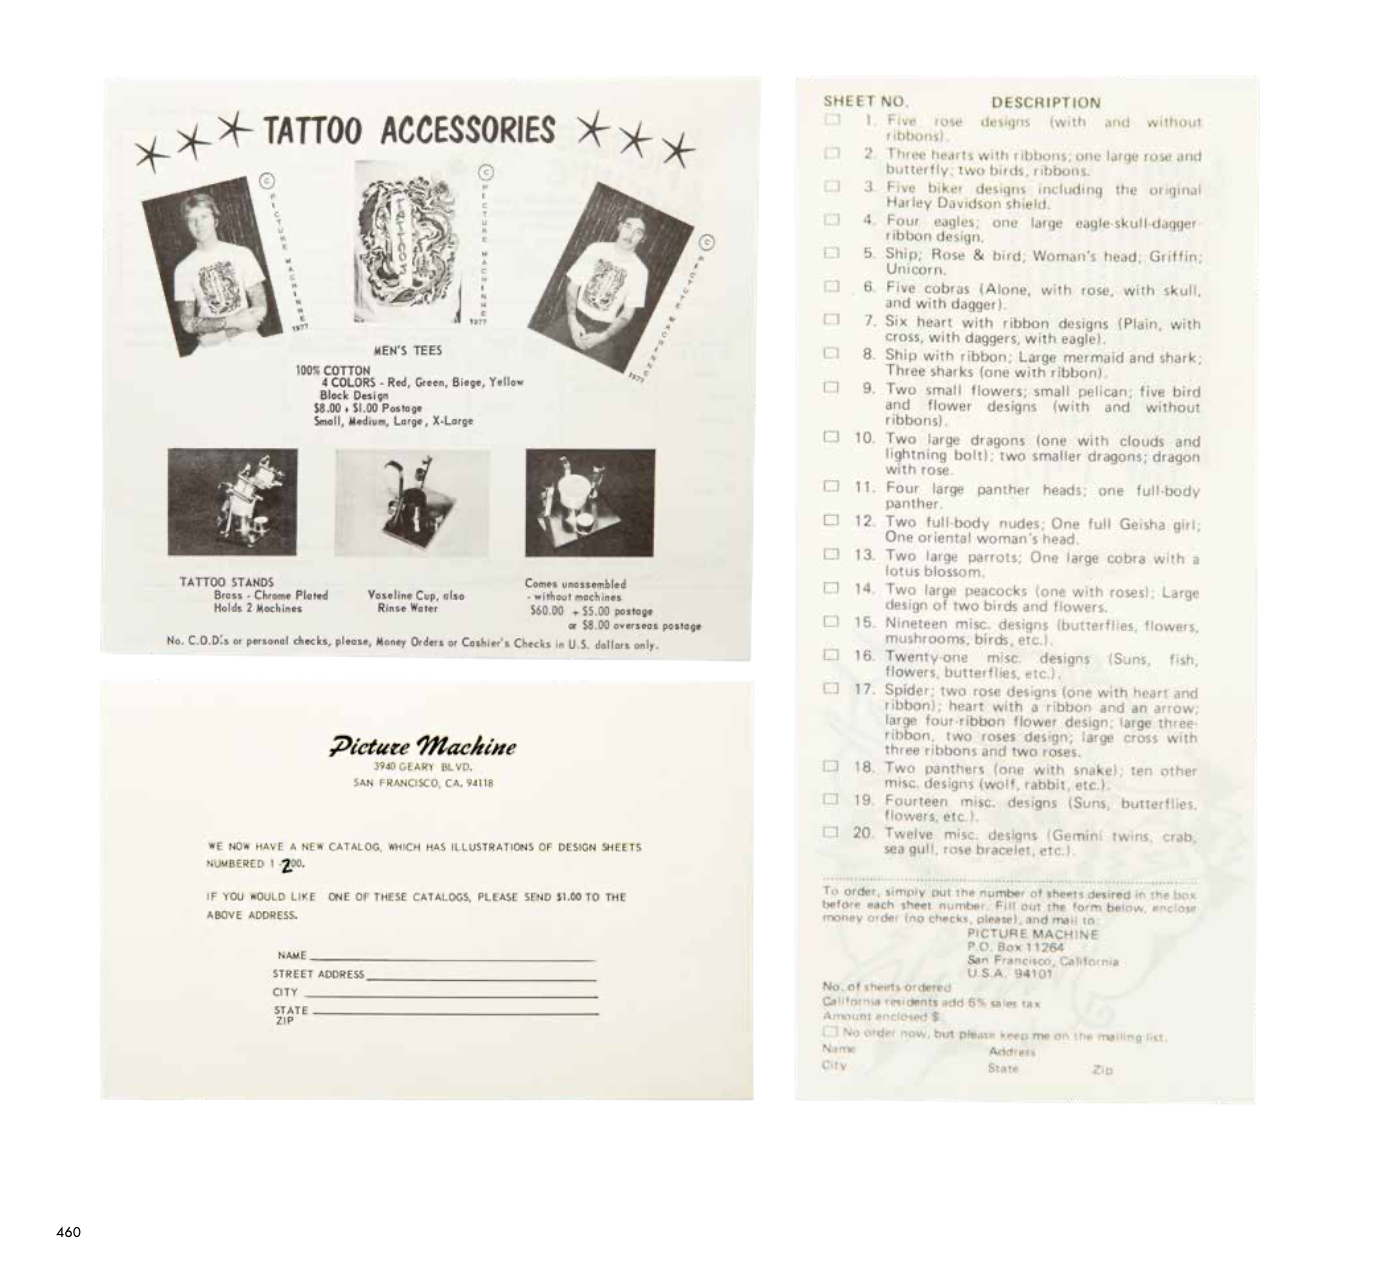 TATTOO ACCESSORIES
© PICTURE MACHINNE 1977
© PICTURE MACHINNE 1977
© PICTURE MACHINNE 1977
TATTOOS
MEN'S TEES
100% COTTON
4 COLORS - Red, Green, Biege, Yellow
Block Design
$8.00 + $1.00 Postage
Small, Medium, Large, X-Large
TATTOO STANDS
Brass - Chrome Plated
Holds 2 Machines
Vaseline Cup, also
Rinse Water
Comes unassembled
- without machines
$60.00 + $5.00 postage
or $8.00 overseas postage
No. C.O.D.'s or personal checks, please, Money Orders or Cashier's Checks in U.S. dollars only.
Picture Machine
3940 GEARY BLVD.
SAN FRANCISCO, CA. 94118
WE NOW HAVE A NEW CATALOG, WHICH HAS ILLUSTRATIONS OF DESIGN SHEETS
NUMBERED 1 -200.
IF YOU WOULD LIKE ONE OF THESE CATALOGS, PLEASE SEND $1.00 TO THE
ABOVE ADDRESS.
NAME
STREET ADDRESS
CITY
STATE
ZIP
SHEET NO. DESCRIPTION
1. Five rose designs (with and without
ribbons).
2. Three hearts with ribbons; one large rose and
butterfly; two birds, ribbons.
3. Five biker designs including the original
Harley Davidson shield.
4. Four eagles; one large eagle-skull-dagger-
ribbon design.
5. Ship; Rose & bird; Woman's head; Griffin;
Unicorn.
6. Five cobras (Alone, with rose, with skull,
and with dagger).
7. Six heart with ribbon designs (Plain, with
cross, with daggers, with eagle).
8. Ship with ribbon; Large mermaid and shark;
Three sharks (one with ribbon).
9. Two small flowers; small pelican; five bird
and flower designs (with and without
ribbons).
10. Two large dragons (one with clouds and
lightning bolt); two smaller dragons; dragon
with rose.
11. Four large panther heads; one full-body
panther.
12. Two full-body nudes; One full Geisha girl;
One oriental woman's head.
13. Two large parrots; One large cobra with a
lotus blossom.
14. Two large peacocks (one with roses); Large
design of two birds and flowers.
15. Nineteen misc. designs (butterflies, flowers,
mushrooms, birds, etc.).
16. Twenty-one misc. designs (Suns, fish,
flowers, butterflies, etc.).
17. Spider; two rose designs (one with heart and
ribbon); heart with a ribbon and an arrow;
large four-ribbon flower design; large three-
ribbon, two roses design; large cross with
three ribbons and two roses.
18. Two panthers (one with snake); ten other
misc. designs (wolf, rabbit, etc.).
19. Fourteen misc. designs (Suns, butterflies,
flowers, etc.).
20. Twelve misc. designs (Gemini twins, crab,
sea gull, rose bracelet, etc.).
To order, simply put the number of sheets desired in the box
before each sheet number. Fill out the form below, enclose
money order (no checks, please), and mail to:
PICTURE MACHINE
P.O. Box 11264
San Francisco, California
U.S.A. 94101
No. of sheets ordered
California residents add 6% sales tax
Amount enclosed $
No order now, but please keep me on the mailing list.
Name Address
City State Zip
460